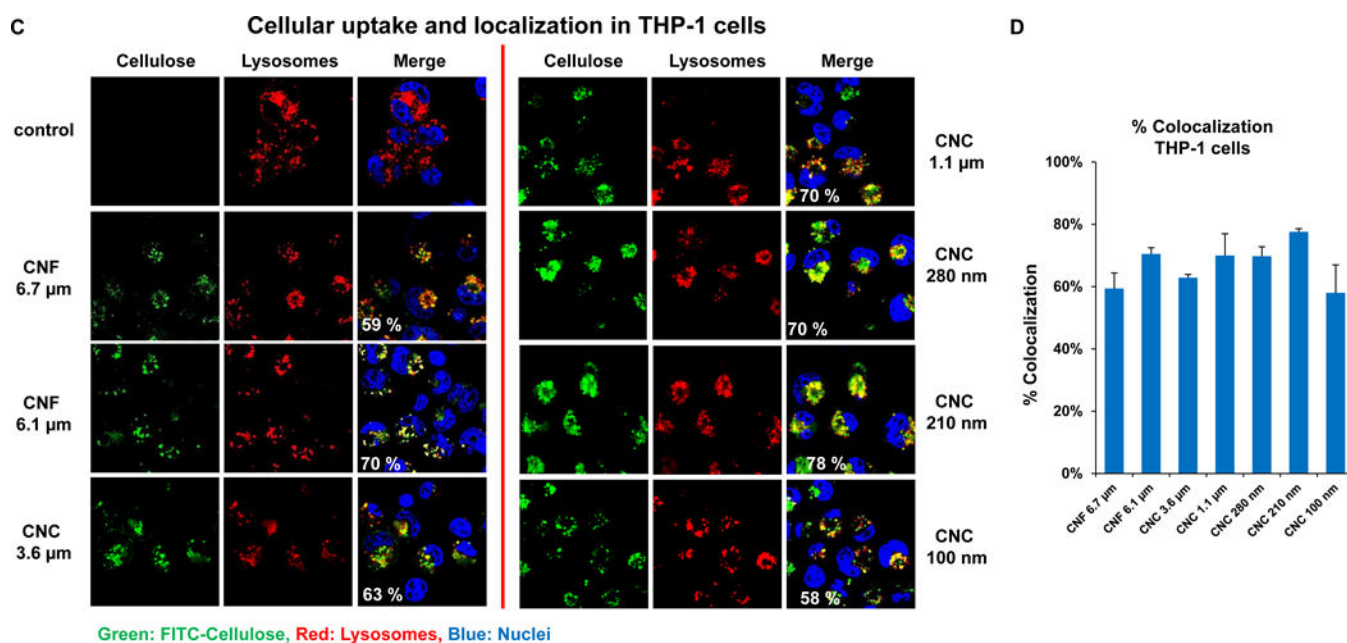 C
Cellular uptake and localization in THP-1 cells
Cellulose Lysosomes Merge
Cellulose Lysosomes Merge
control
CNF
6.7 µm
59 %
CNF
6.1 µm
70 %
CNC
3.6 µm
63 %
CNC
1.1 µm
70 %
CNC
280 nm
70 %
CNC
210 nm
78 %
CNC
100 nm
58 %
Green: FITC-Cellulose, Red: Lysosomes, Blue: Nuclei
D
% Colocalization
THP-1 cells
% Colocalization
100%
80%
60%
40%
20%
0%
CNF 6.7 µm
CNF 6.1 µm
CNC 3.6 µm
CNC 1.1 µm
CNC 280 nm
CNC 210 nm
CNC 100 nm